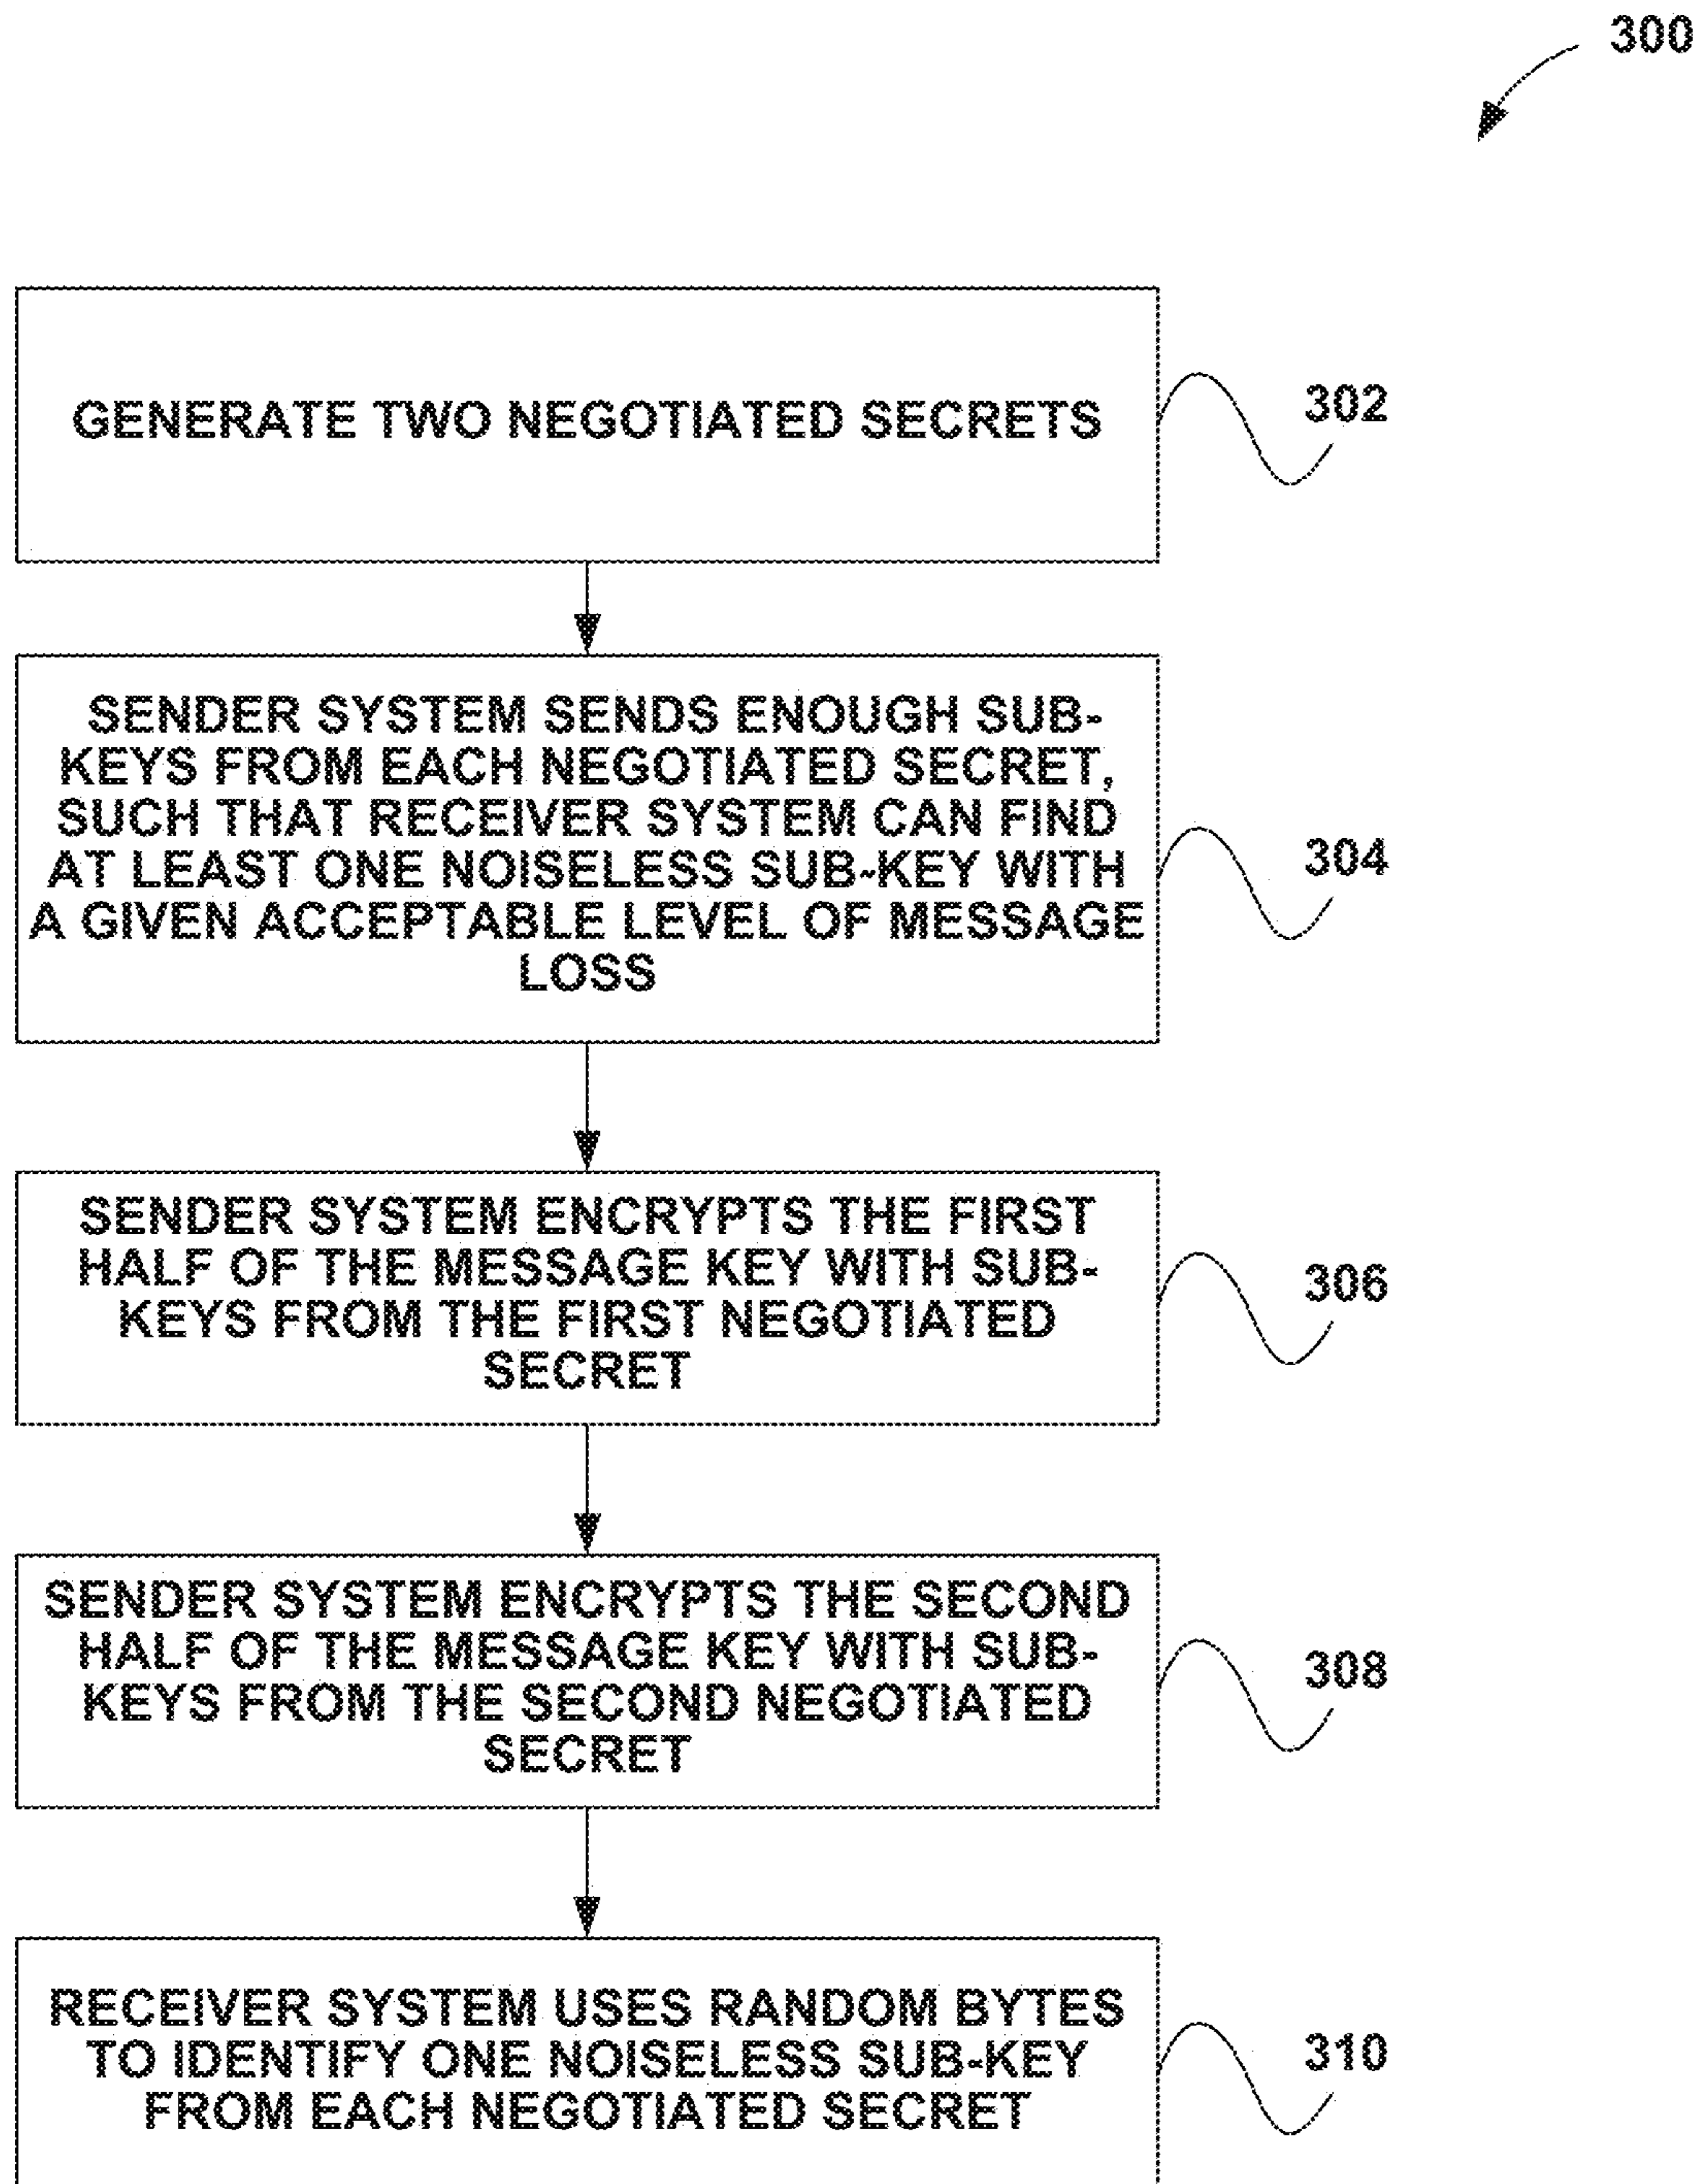 300
GENERATE TWO NEGOTIATED SECRETS
302
SENDER SYSTEM SENDS ENOUGH SUB-
KEYS FROM EACH NEGOTIATED SECRET,
SUCH THAT RECEIVER SYSTEM CAN FIND
AT LEAST ONE NOISELESS SUB-KEY WITH
A GIVEN ACCEPTABLE LEVEL OF MESSAGE
LOSS
304
SENDER SYSTEM ENCRYPTS THE FIRST
HALF OF THE MESSAGE KEY WITH SUB-
KEYS FROM THE FIRST NEGOTIATED
SECRET
306
SENDER SYSTEM ENCRYPTS THE SECOND
HALF OF THE MESSAGE KEY WITH SUB-
KEYS FROM THE SECOND NEGOTIATED
SECRET
308
RECEIVER SYSTEM USES RANDOM BYTES
TO IDENTIFY ONE NOISELESS SUB-KEY
FROM EACH NEGOTIATED SECRET
310